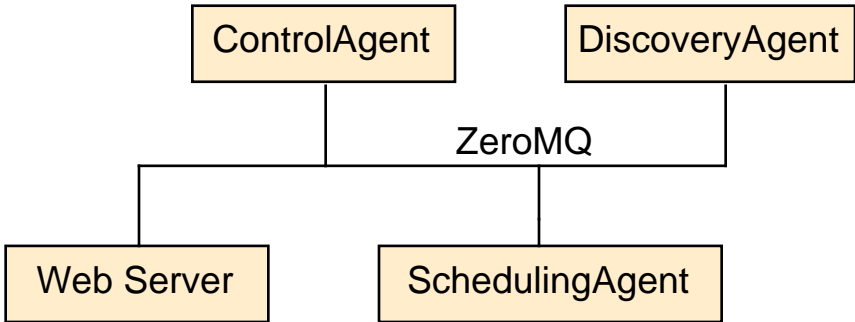 ControlAgent
DiscoveryAgent
ZeroMQ
Web Server
SchedulingAgent